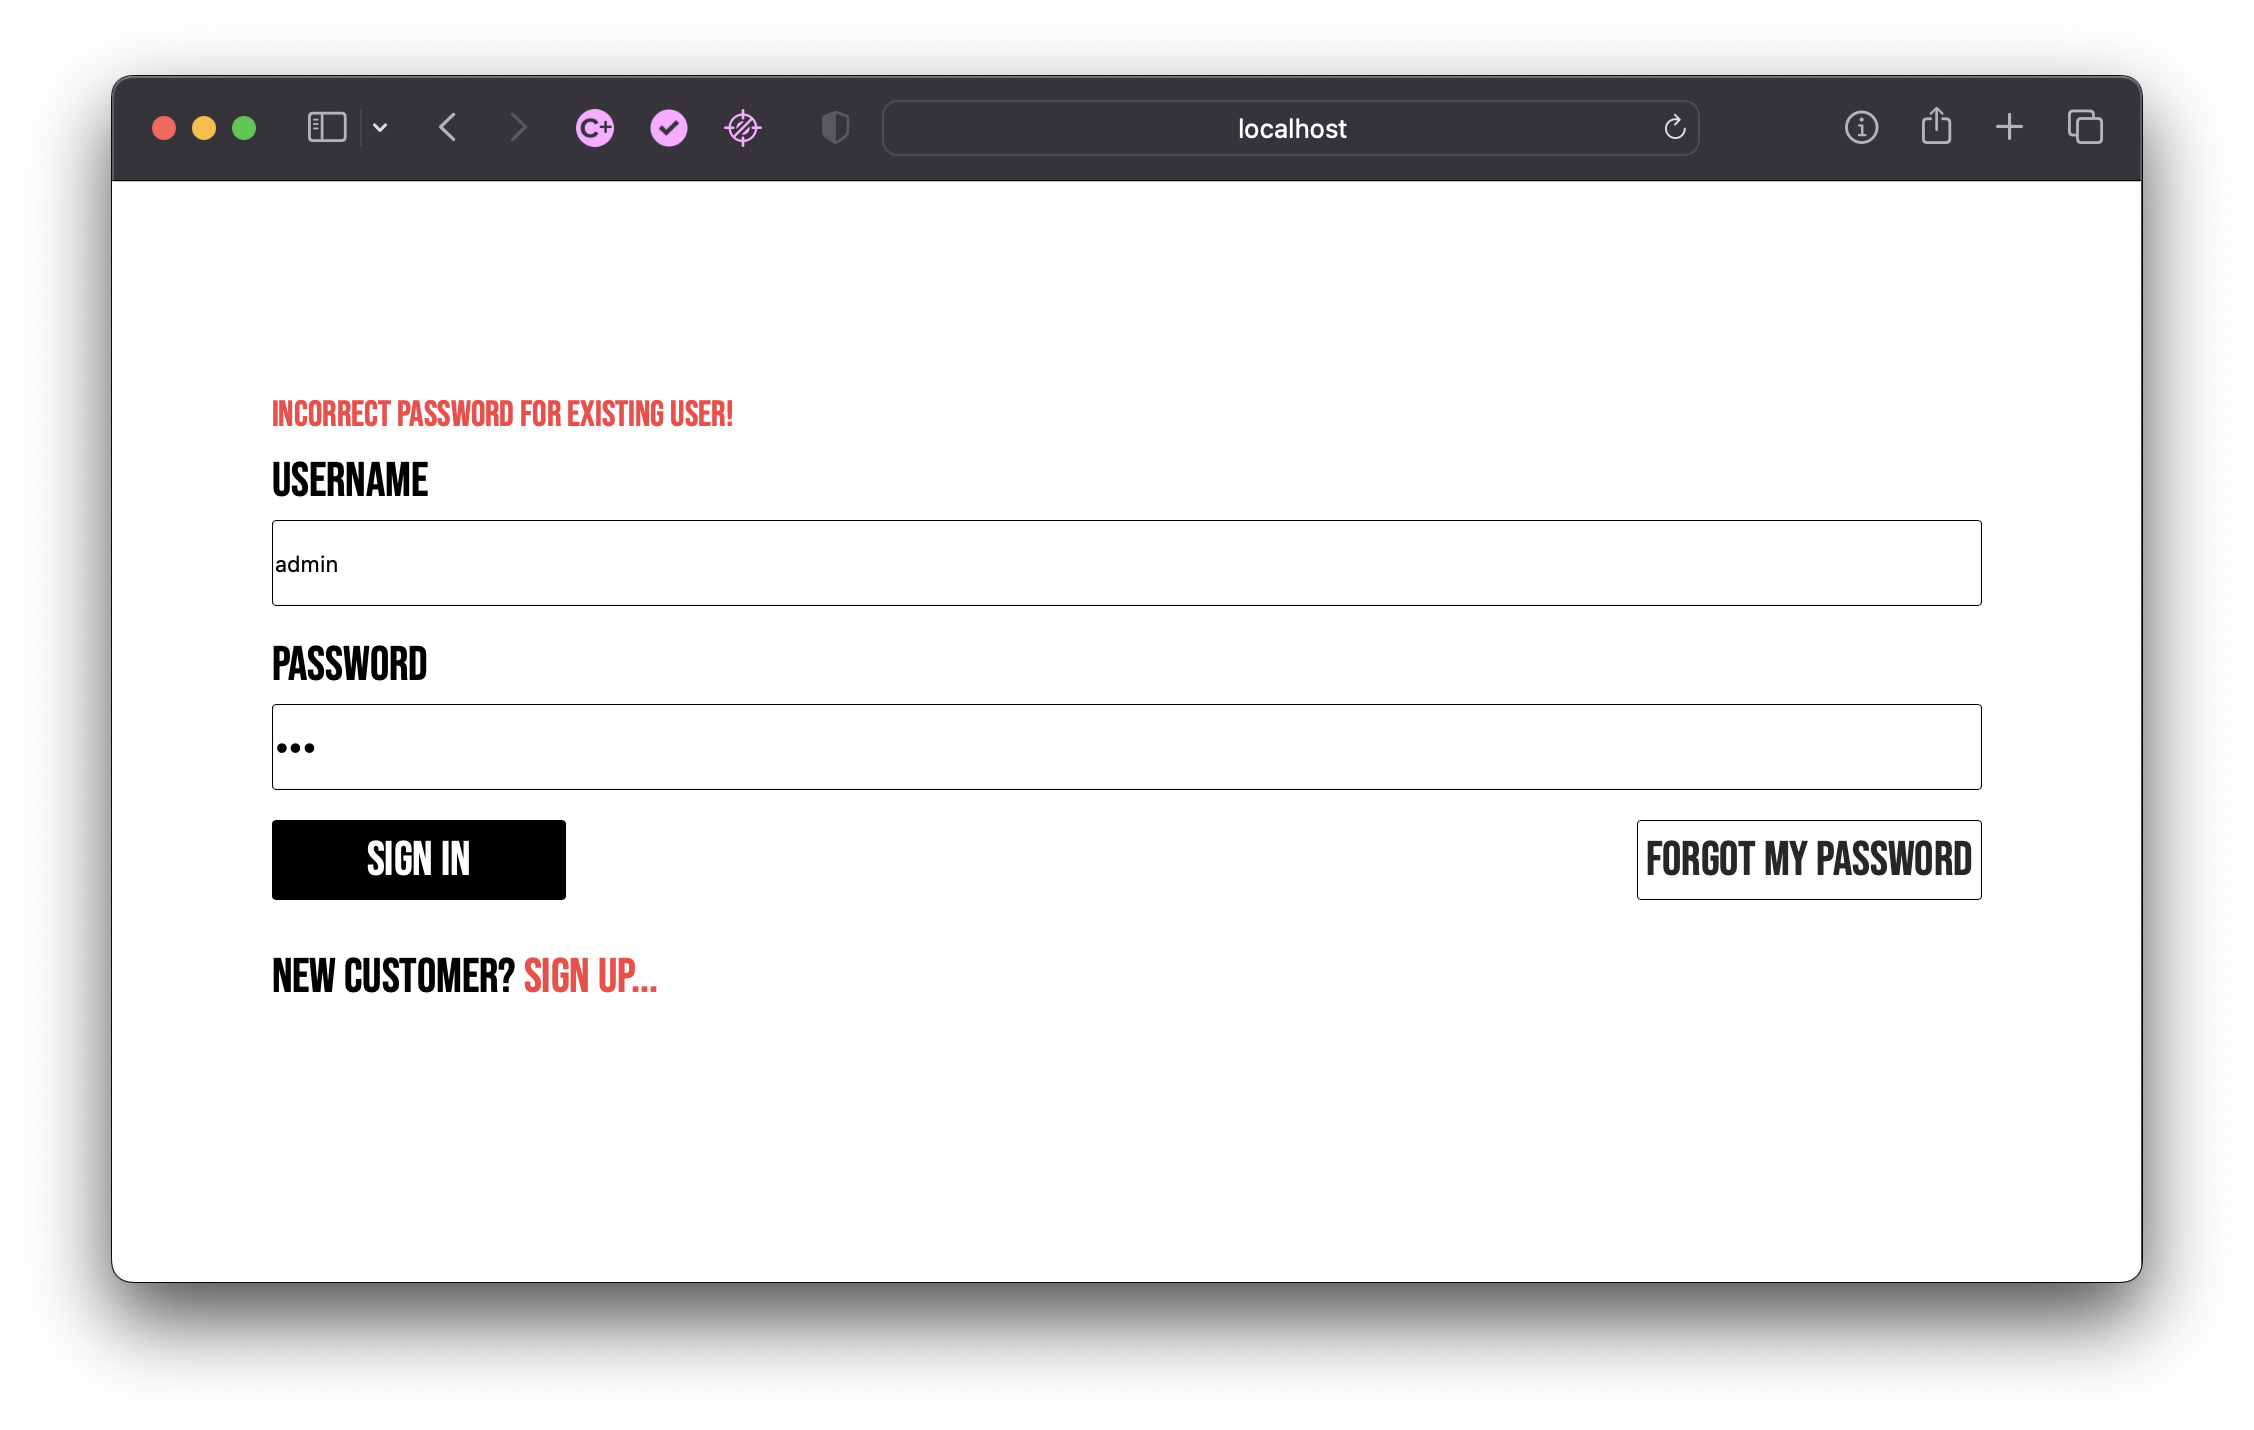 C+
localhost
INCORRECT PASSWORD FOR EXISTING USER!
USERNAME
admin
PASSWORD
•••
SIGN IN
FORGOT MY PASSWORD
NEW CUSTOMER? SIGN UP...